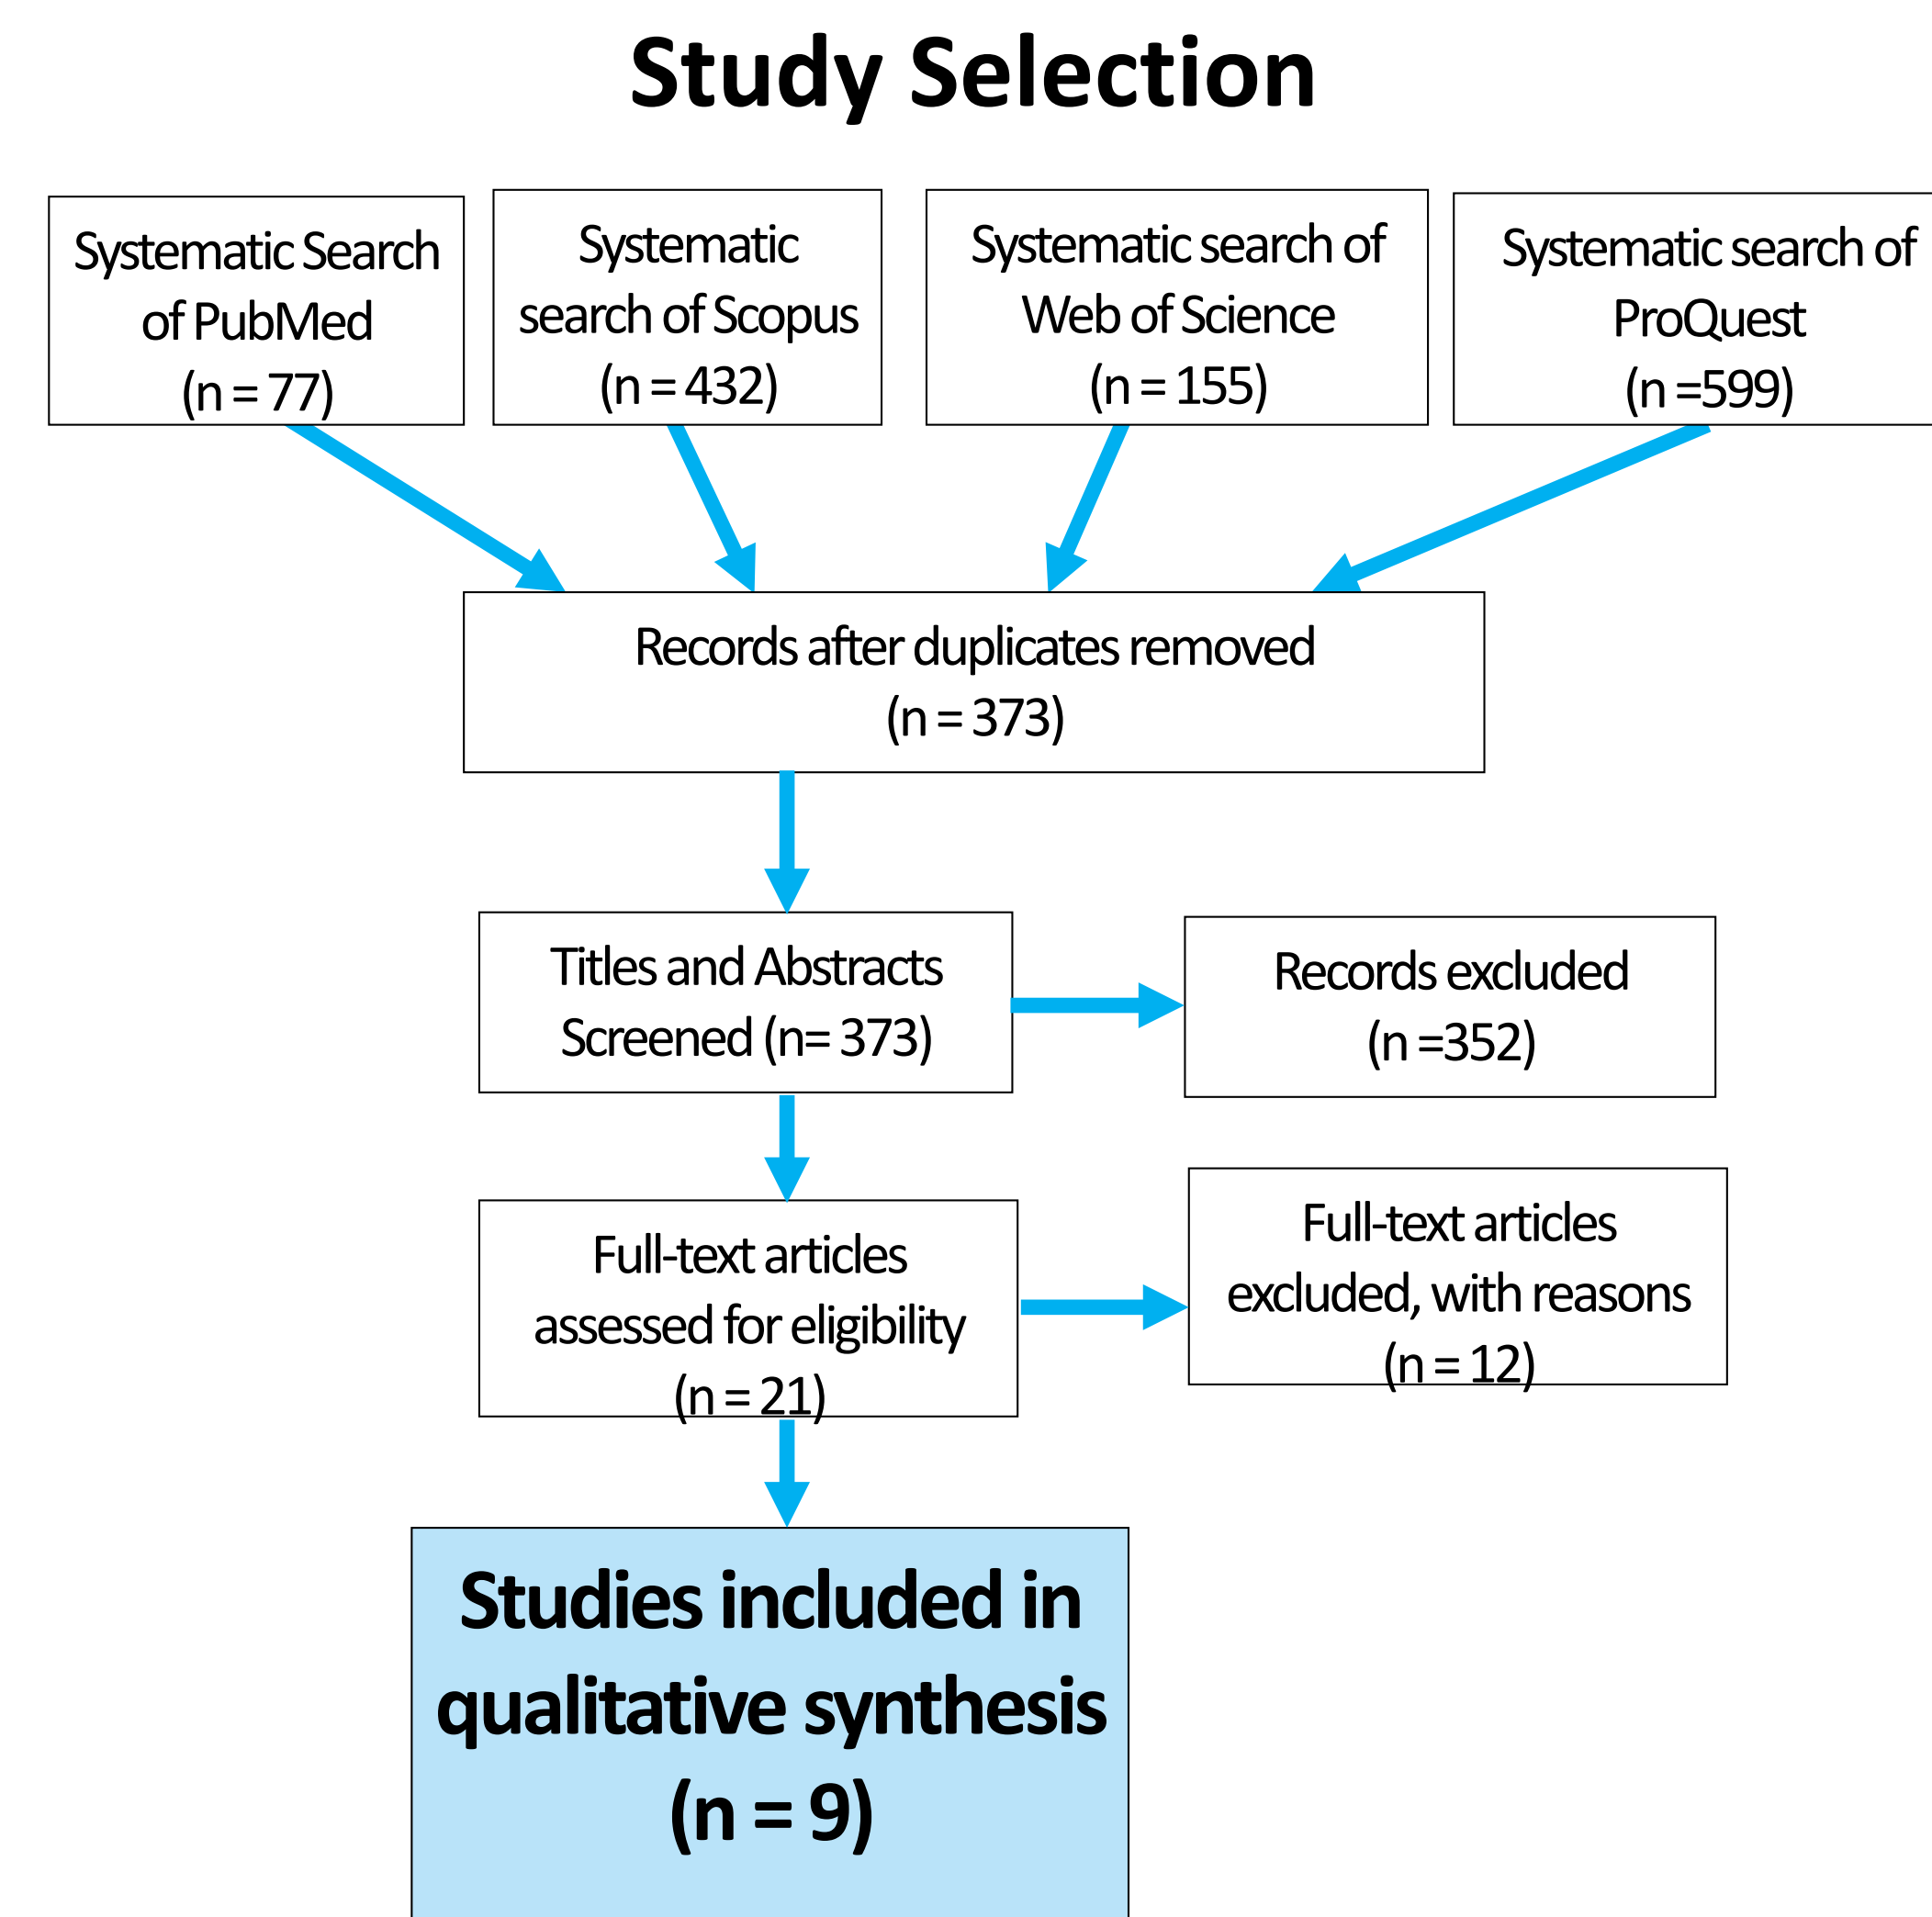 Study Selection
Systematic Search
of PubMed
(n = 77)
Systematic
search of Scopus
(n = 432)
Systematic search of
Web of Science
(n = 155)
Systematic search of
ProQuest
(n =599)
Records after duplicates removed
(n = 373)
Titles and Abstracts
Screened (n= 373)
Records excluded
(n =352)
Full-text articles
assessed for eligibility
(n = 21)
Full-text articles
excluded, with reasons
(n = 12)
Studies included in
qualitative synthesis
(n = 9)